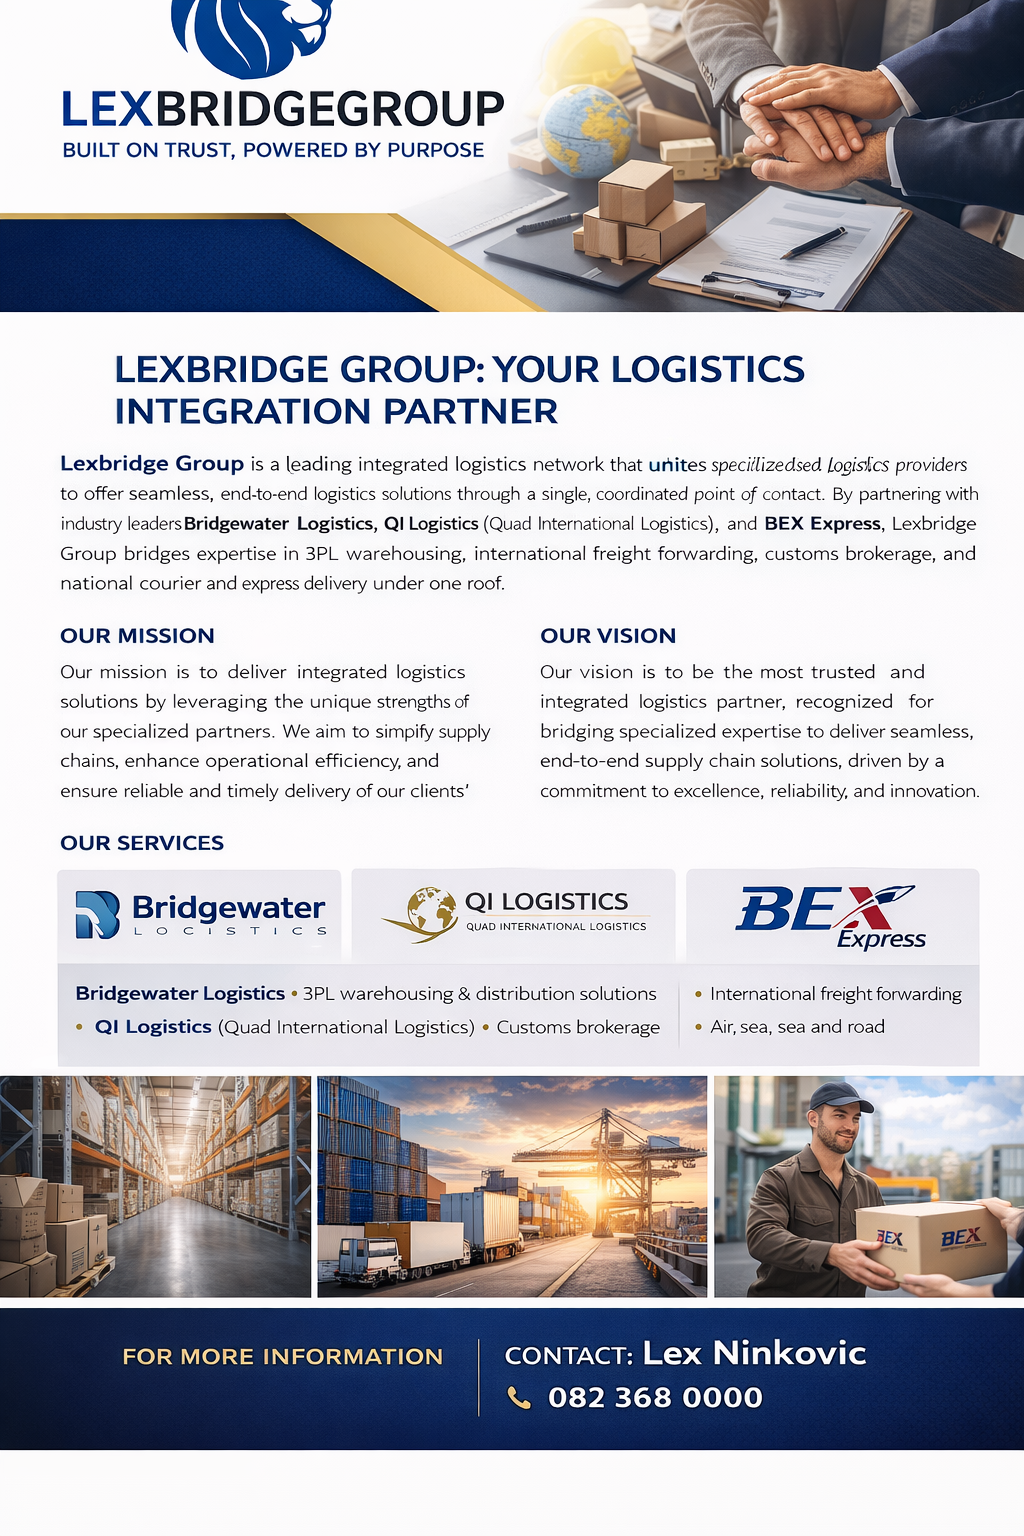 LEXBRIDGEGROUP
BUILT ON TRUST, POWERED BY PURPOSE
LEXBRIDGE GROUP: YOUR LOGISTICS
INTEGRATION PARTNER
Lexbridge Group is a leading integrated logistics network that unites speciilizedsed Logistics providers
to offer seamless, end-to-end logistics solutions through a single, coordinated point of contact. By partnering with
industry leaders Bridgewater Logistics, QI Logistics (Quad International Logistics), and BEX Express, Lexbridge
Group bridges expertise in 3PL warehousing, international freight forwarding, customs brokerage, and
national courier and express delivery under one roof.
OUR MISSION
Our mission is to deliver integrated logistics
solutions by leveraging the unique strengths of
our specialized partners. We aim to simpify supply
chains, enhance operational efficiency, and
ensure reliable and timely delivery of our clients'
OUR VISION
Our vision is to be the most trusted and
integrated logistics partner, recognized for
bridging specialized expertise to deliver seamless,
end-to-end supply chain solutions, driven by a
commitment to excellence, reliability, and innovation.
OUR SERVICES
Bridgewater
LOCISTICS
QI LOGISTICS
QUAD INTERNATIONAL LOGISTICS
BEX
Express
Bridgewater Logistics • 3PL warehousing & distribution solutions
• QI Logistics (Quad International Logistics) • Customs brokerage
• International freight forwarding
• Air, sea, sea and road
BEX
BEX
FOR MORE INFORMATION
CONTACT: Lex Ninkovic
082 368 0000